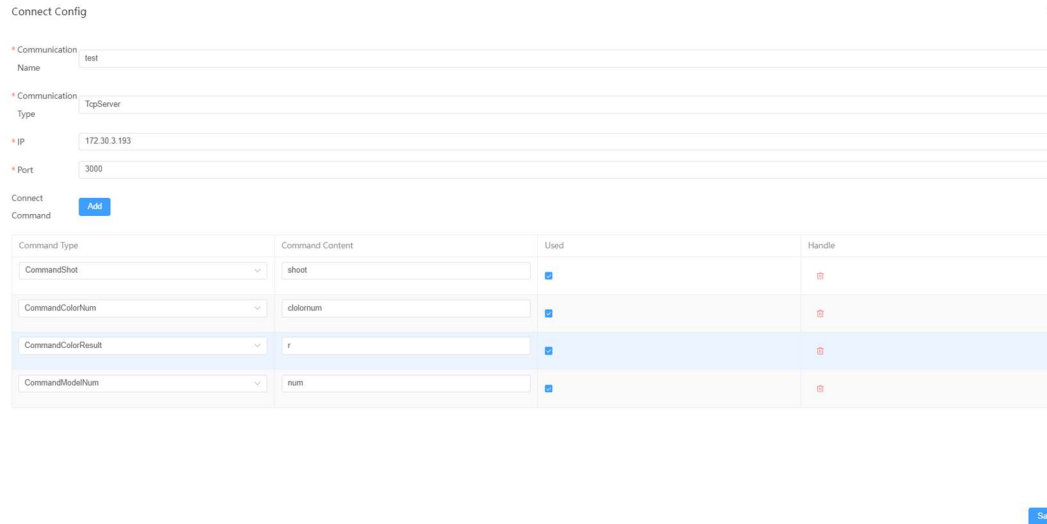 Connect Config
* Communication
Name
test
* Communication
Type
TcpServer
* IP
172.30.3.193
* Port
3000
Connect
Command
Add
Command Type Command Content Used Handle
CommandShot shoot
CommandColorNum clolornum
CommandColorResult r
CommandModelNum num
Sa